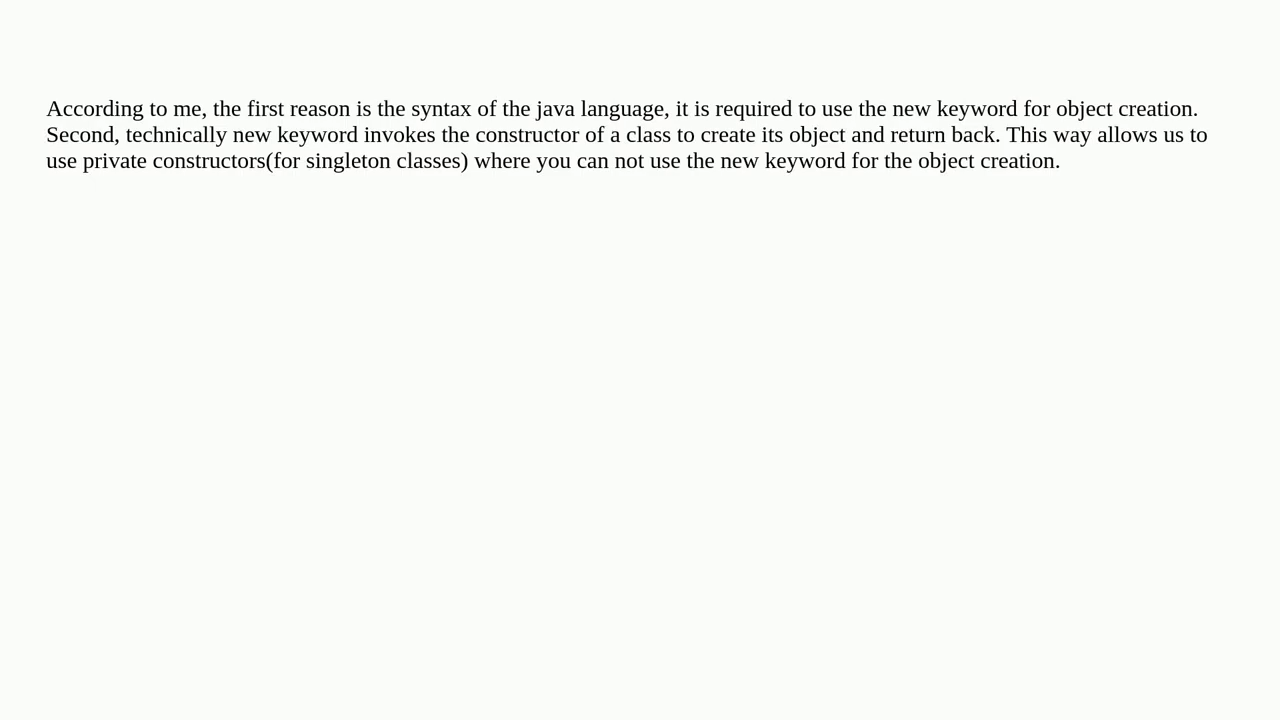 According to me, the first reason is the syntax of the java language, it is required to use the new keyword for object creation.
Second, technically new keyword invokes the constructor of a class to create its object and return back. This way allows us to
use private constructors(for singleton classes) where you can not use the new keyword for the object creation.